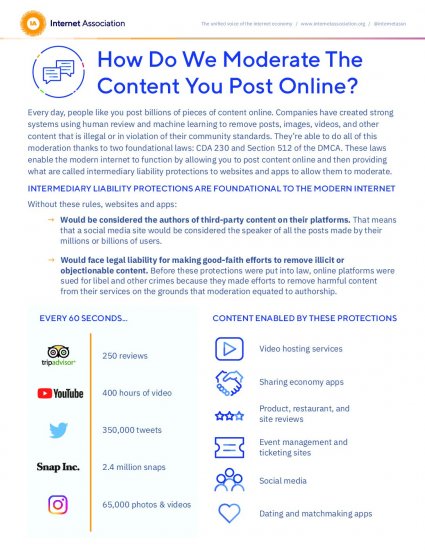 IA Internet Association
The unified voice of the internet economy / www.internetassociation.org / @internetassn
How Do We Moderate The
Content You Post Online?
Every day, people like you post billions of pieces of content online. Companies have created strong
systems using human review and machine learning to remove posts, images, videos, and other
content that is illegal or in violation of their community standards. They're able to do all of this
moderation thanks to two foundational laws: CDA 230 and Section 512 of the DMCA. These laws
enable the modern internet to function by allowing you to post content online and then providing
what are called intermediary liability protections to websites and apps to allow them to moderate.
INTERMEDIARY LIABILITY PROTECTIONS ARE FOUNDATIONAL TO THE MODERN INTERNET
Without these rules, websites and apps:
→ Would be considered the authors of third-party content on their platforms. That means
that a social media site would be considered the speaker of all the posts made by their
millions or billions of users.
→ Would face legal liability for making good-faith efforts to remove illicit or
objectionable content. Before these protections were put into law, online platforms were
sued for libel and other crimes because they made efforts to remove harmful content
from their services on the grounds that moderation equated to authorship.
EVERY 60 SECONDS...
tripadvisor
250 reviews
YouTube
400 hours of video
350,000 tweets
Snap Inc.
2.4 million snaps
65,000 photos & videos
CONTENT ENABLED BY THESE PROTECTIONS
Video hosting services
Sharing economy apps
Product, restaurant, and
site reviews
Event management and
ticketing sites
Social media
Dating and matchmaking apps